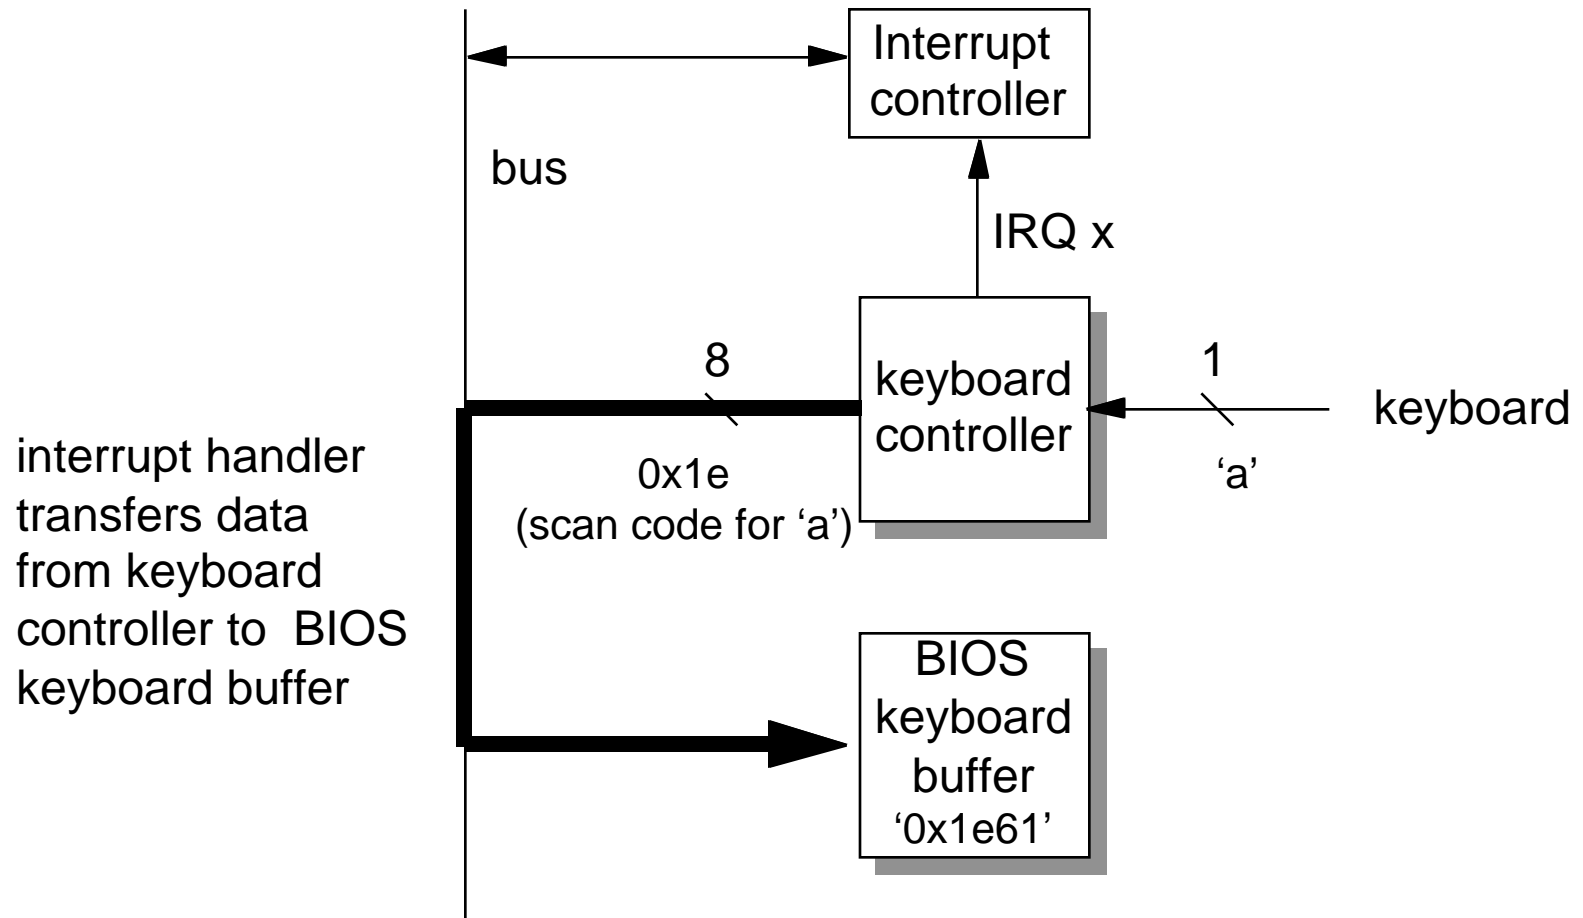 Interrupt
controller
bus
IRQ x
8
1
keyboard
controller
keyboard
0x1e
(scan code for ‘a’)
‘a’
interrupt handler
transfers data
from keyboard
controller to  BIOS
keyboard buffer
BIOS
keyboard
buffer
‘0x1e61’